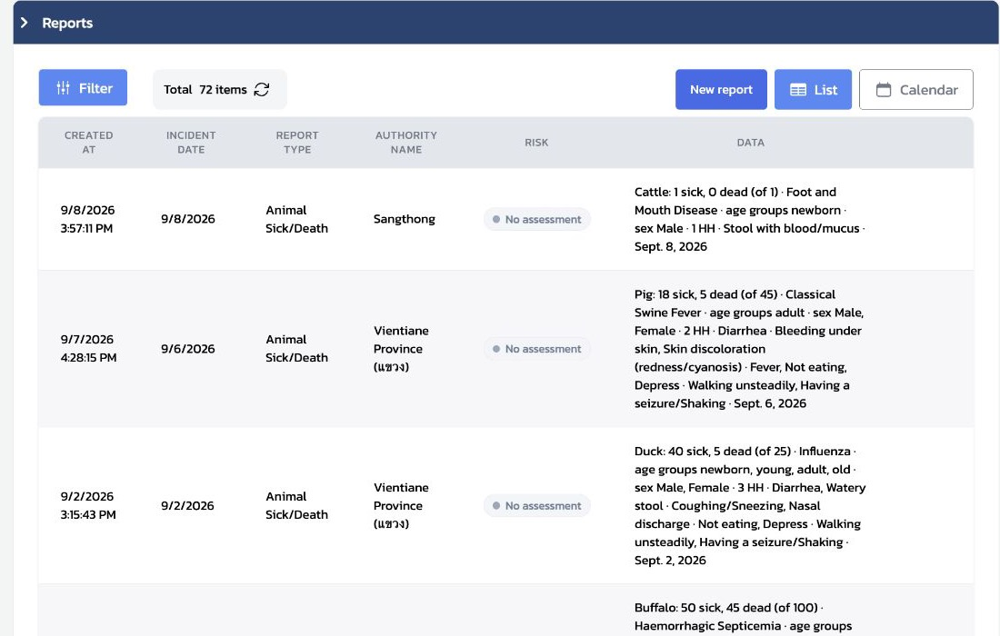 Reports
Filter
Total 72 items
New report
List
Calendar
CREATED
AT
INCIDENT
DATE
REPORT
TYPE
AUTHORITY
NAME
RISK
DATA
9/8/2026
3:57:11 PM
9/8/2026
Animal
Sick/Death
Sangthong
No assessment
Cattle: 1 sick, 0 dead (of 1) · Foot and
Mouth Disease · age groups newborn ·
sex Male · 1 HH · Stool with blood/mucus ·
Sept. 8, 2026
9/7/2026
4:28:15 PM
9/6/2026
Animal
Sick/Death
Vientiane
Province
(แขวง)
No assessment
Pig: 18 sick, 5 dead (of 45) · Classical
Swine Fever · age groups adult · sex Male,
Female · 2 HH · Diarrhea · Bleeding under
skin, Skin discoloration
(redness/cyanosis) · Fever, Not eating,
Depress · Walking unsteadily, Having a
seizure/Shaking · Sept. 6, 2026
9/2/2026
3:15:43 PM
9/2/2026
Animal
Sick/Death
Vientiane
Province
(แขวง)
No assessment
Duck: 40 sick, 5 dead (of 25) · Influenza ·
age groups newborn, young, adult, old ·
sex Male, Female · 3 HH · Diarrhea, Watery
stool · Coughing/Sneezing, Nasal
discharge · Not eating, Depress · Walking
unsteadily, Having a seizure/Shaking ·
Sept. 2, 2026
Buffalo: 50 sick, 45 dead (of 100) ·
Haemorrhagic Septicemia · age groups